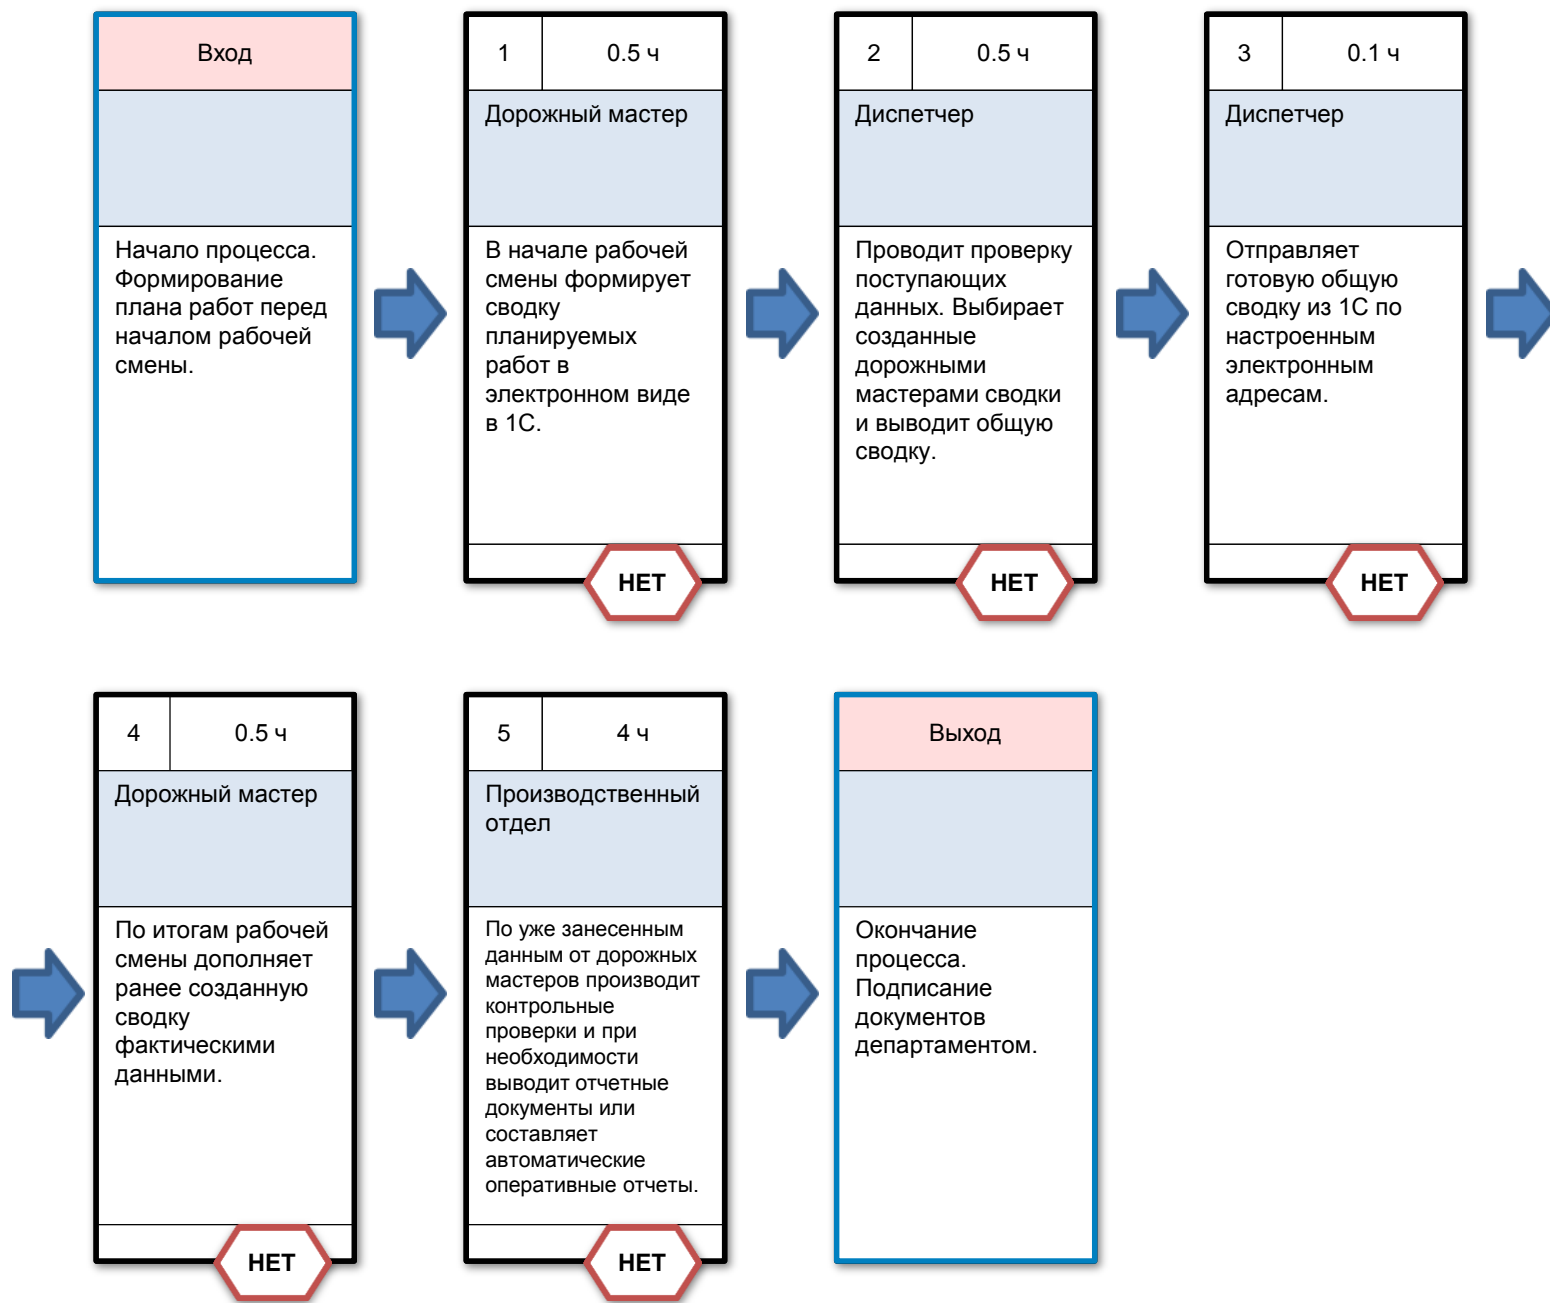 Вход
Начало процесса.
Формирование
плана работ перед
началом рабочей
смены.
1
0.5 ч
Дорожный мастер
В начале рабочей
смены формирует
сводку
планируемых
работ в
электронном виде
в 1С.
НЕТ
2
0.5 ч
Диспетчер
Проводит проверку
поступающих
данных. Выбирает
созданные
дорожными
мастерами сводки
и выводит общую
сводку.
НЕТ
3
0.1 ч
Диспетчер
Отправляет
готовую общую
сводку из 1С по
настроенным
электронным
адресам.
НЕТ
4
0.5 ч
Дорожный мастер
По итогам рабочей
смены дополняет
ранее созданную
сводку
фактическими
данными.
НЕТ
5
4 ч
Производственный
отдел
По уже занесенным
данным от дорожных
мастеров производит
контрольные
проверки и при
необходимости
выводит отчетные
документы или
составляет
автоматические
оперативные отчеты.
НЕТ
Выход
Окончание
процесса.
Подписание
документов
департаментом.